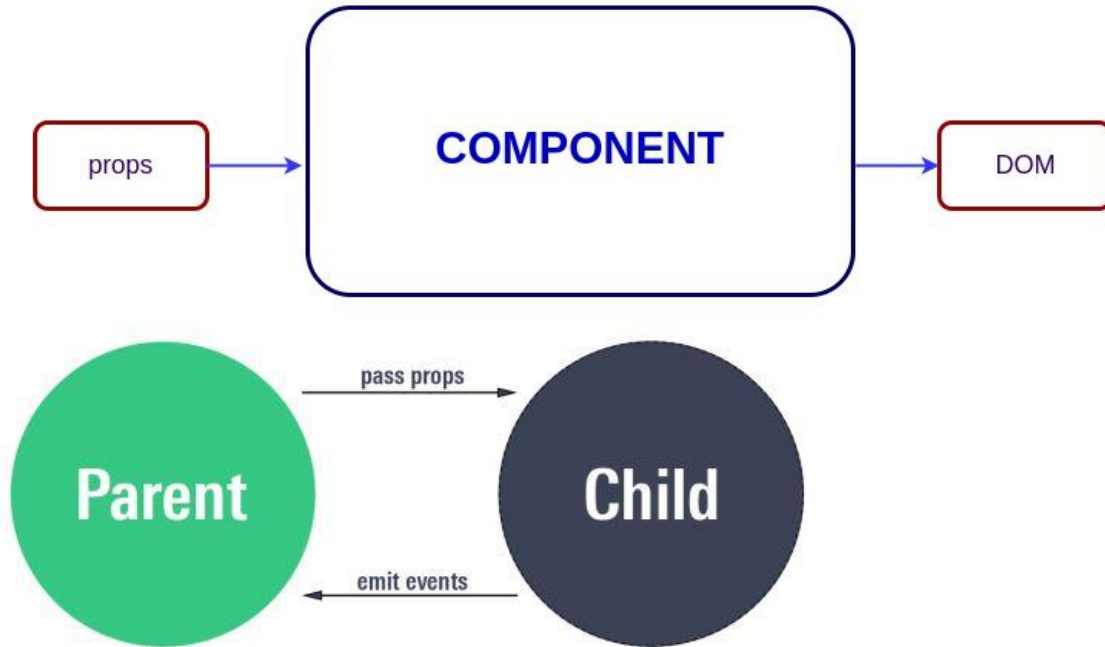 props
COMPONENT
DOM
pass props
Parent
Child
emit events